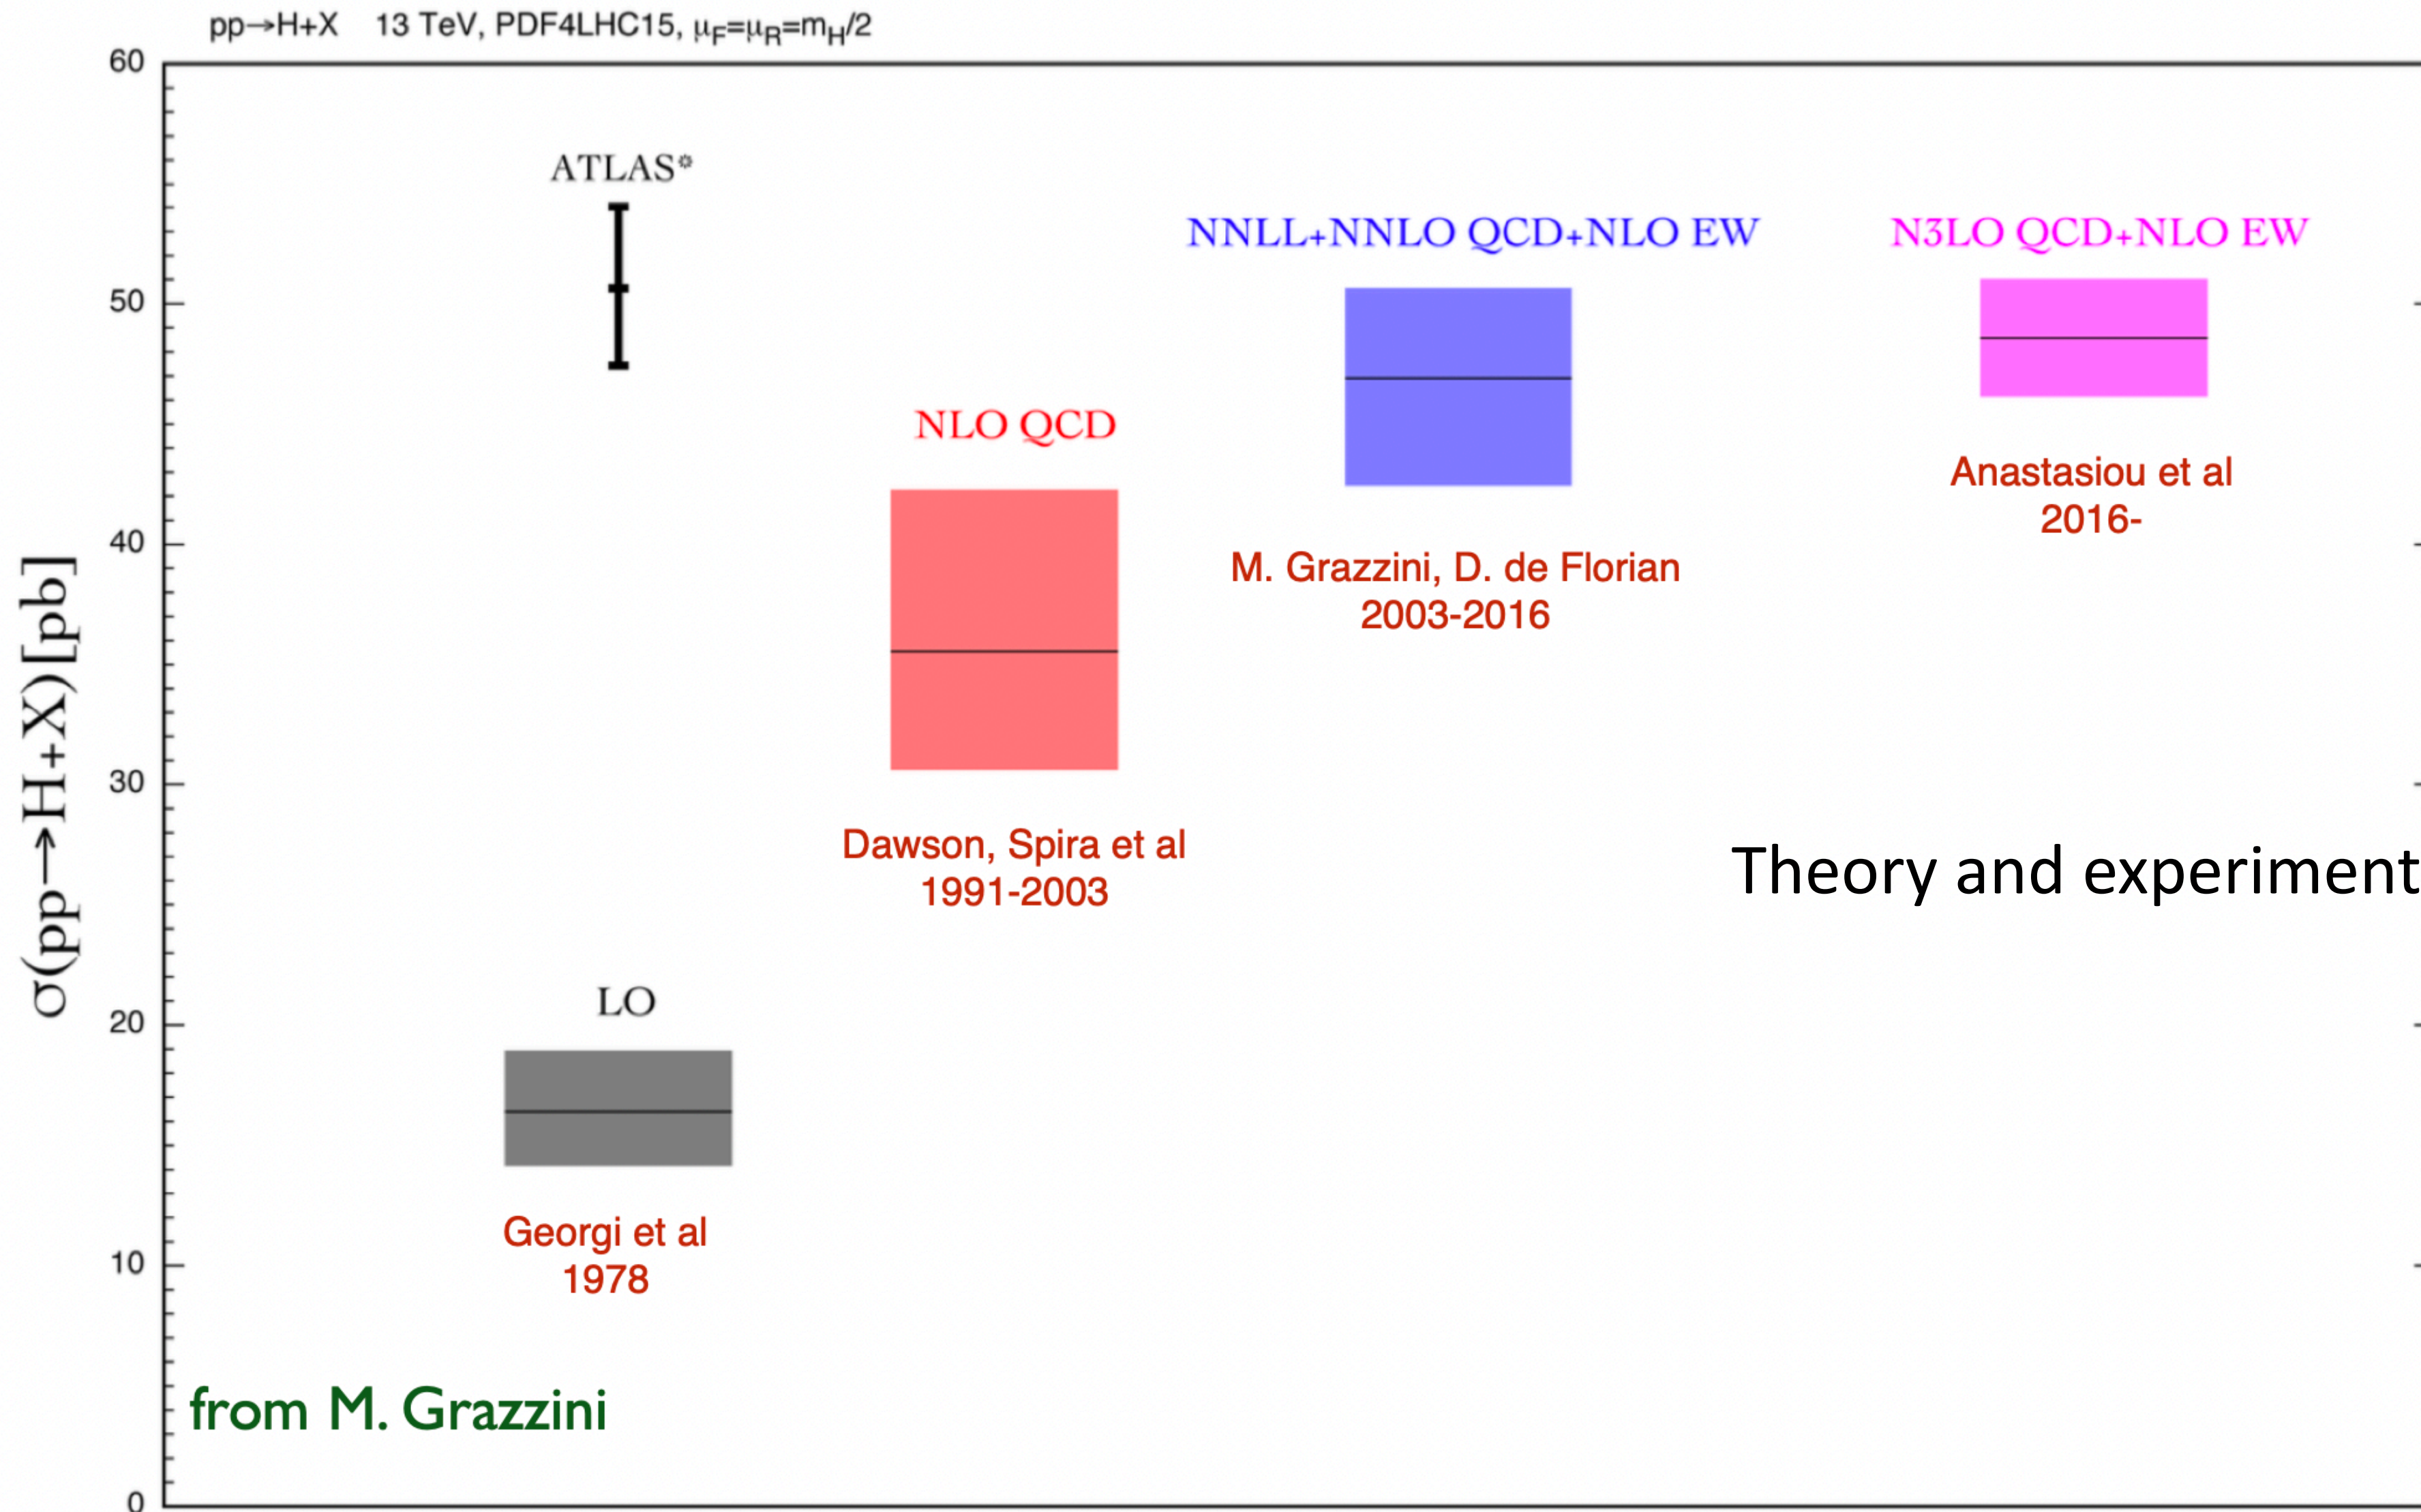 pp→H+X 13 TeV, PDF4LHC15, μF=μR=mH/2
σ(pp→H+X)[pb]
60
50
40
30
20
10
0
ATLAS*
NNLL+NNLO QCD+NLO EW
N3LO QCD+NLO EW
NLO QCD
Anastasiou et al
2016-
M. Grazzini, D. de Florian
2003-2016
Dawson, Spira et al
1991-2003
Theory and experiment
LO
Georgi et al
1978
from M. Grazzini